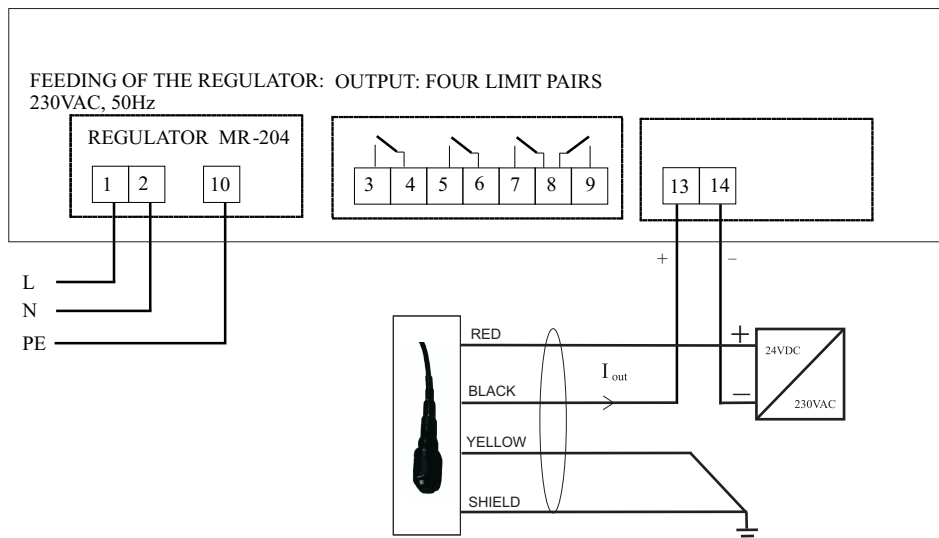 FEEDING OF THE REGULATOR: OUTPUT: FOUR LIMIT PAIRS
230VAC, 50Hz
REGULATOR MR-204
1 2 10
3 4 5 6 7 8 9
13 14
L
N
PE
+ –
RED
BLACK
YELLOW
SHIELD
I out
+
–
24VDC
230VAC